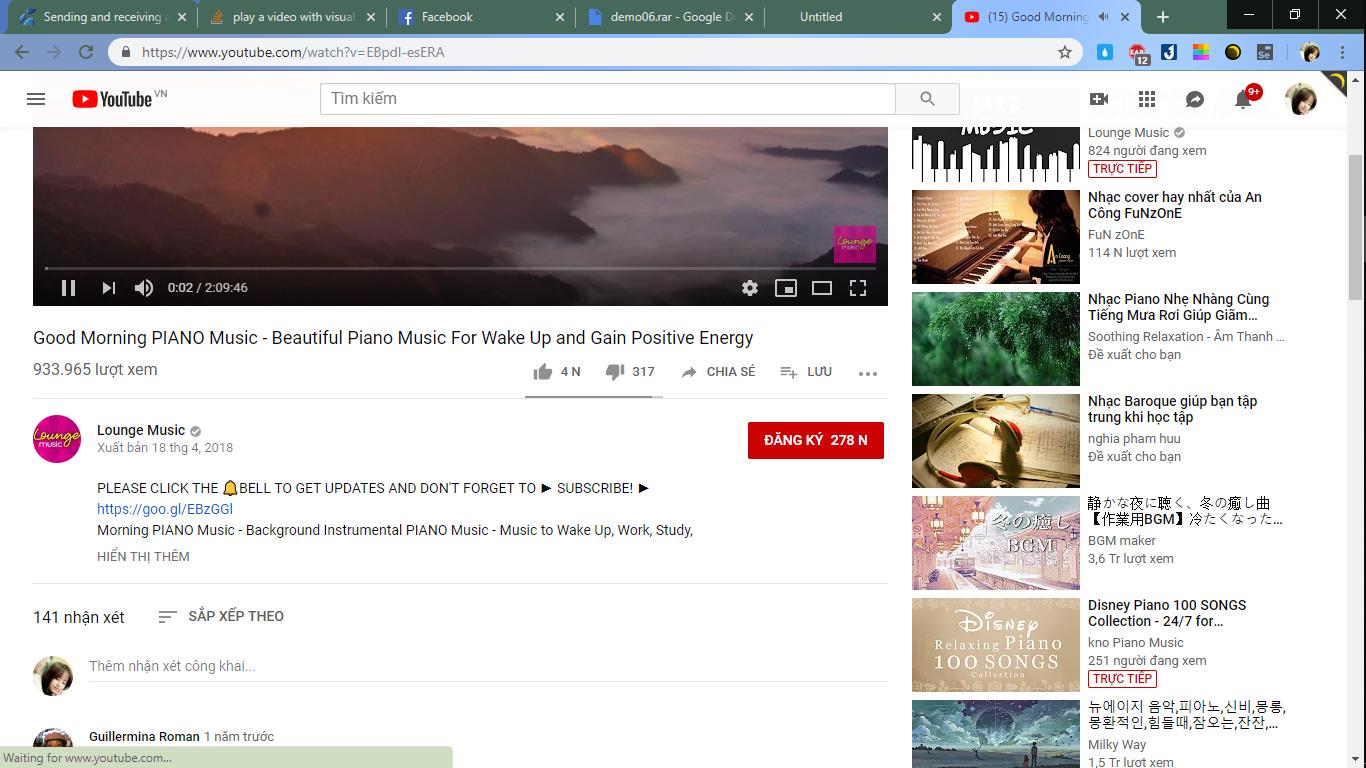 Sending and receiving a
play a video with visual
Facebook
demo06.rar - Google D
Untitled
(15) Good Morning
https://www.youtube.com/watch?v=EBpdI-esERA
12
Se
YouTube VN
Tìm kiếm
9+
JAZZ
MUSIC
Lounge Music
824 người đang xem
TRỰC TIẾP
Lounge
music
0:02 / 2:09:46
Good Morning PIANO Music - Beautiful Piano Music For Wake Up and Gain Positive Energy
933.965 lượt xem
4 N
317
CHIA SẺ
LƯU
Lounge
music
Lounge Music
Xuất bản 18 thg 4, 2018
ĐĂNG KÝ 278 N
PLEASE CLICK THE 🔔BELL TO GET UPDATES AND DON'T FORGET TO ► SUBSCRIBE! ►
https://goo.gl/EBzGGl
Morning PIANO Music - Background Instrumental PIANO Music - Music to Wake Up, Work, Study,
HIỂN THỊ THÊM
141 nhận xét
SẮP XẾP THEO
Thêm nhận xét công khai...
Guillermina Roman 1 năm trước
Waiting for www.youtube.com...
Nhạc cover hay nhất của An
Công FuNzOnE
FuN zOnE
114 N lượt xem
Nhạc Piano Nhẹ Nhàng Cùng
Tiếng Mưa Rơi Giúp Giãm…
Soothing Relaxation - Âm Thanh ...
Đề xuất cho bạn
Nhạc Baroque giúp bạn tập
trung khi học tập
nghia pham huu
Đề xuất cho bạn
冬の癒し
BGM
静かな夜に聴く、冬の癒し曲
【作業用BGM】冷たくなった…
BGM maker
3,6 Tr lượt xem
Disney
Relaxing Piano
100 SONGS
Collection
Disney Piano 100 SONGS
Collection - 24/7 for…
kno Piano Music
251 người đang xem
TRỰC TIẾP
뉴에이지 음악,피아노,신비,몽롱,
몽환적인,힘들때,잠오는,잔잔,…
Milky Way
1,5 Tr lượt xem